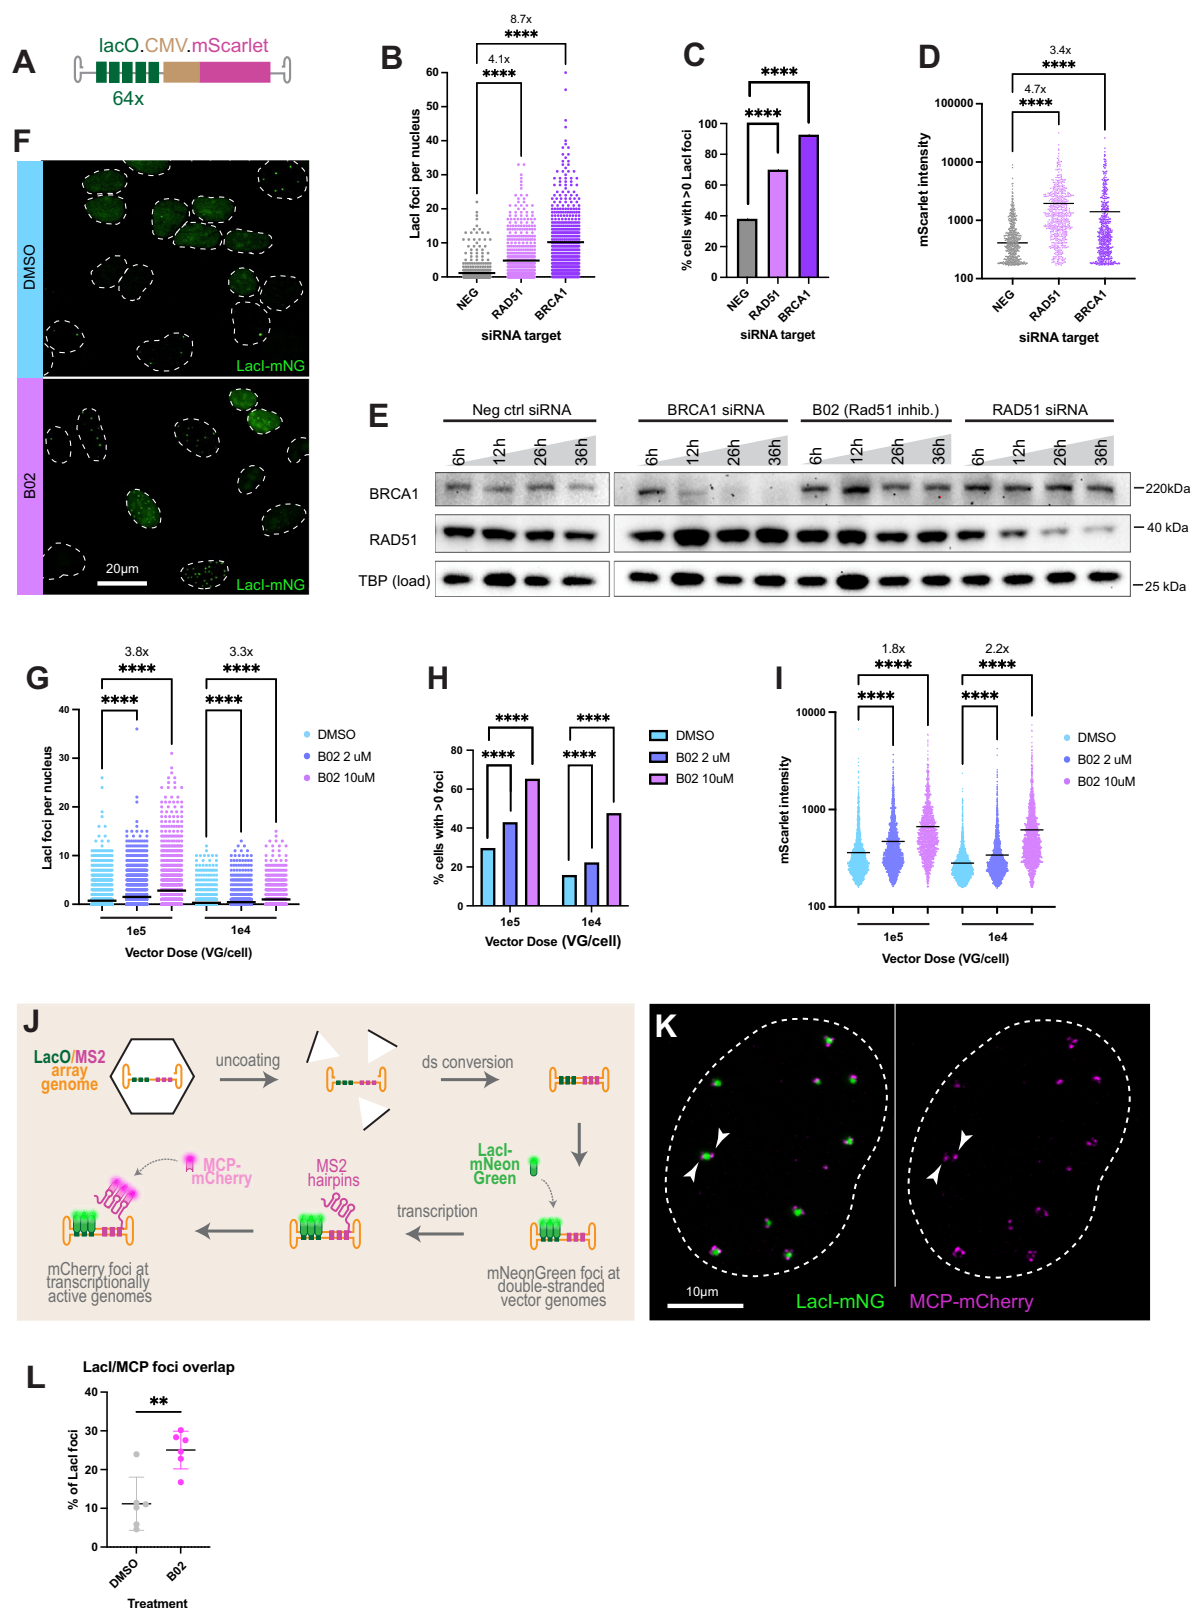 A
lacO.CMV.mScarlet
64x
B
8.7x
****
4.1x
****
LacI foci per nucleus
60
40
20
0
NEG
RAD51
BRCA1
siRNA target
C
****
****
% cells with >0 LacI foci
100
80
60
40
20
0
NEG
RAD51
BRCA1
siRNA target
D
3.4x
****
4.7x
****
mScarlet intensity
100000
10000
1000
100
NEG
RAD51
BRCA1
siRNA target
E
Neg ctrl siRNA
BRCA1 siRNA
B02 (Rad51 inhib.)
RAD51 siRNA
6h 12h 26h 36h
6h 12h 26h 36h
6h 12h 26h 36h
6h 12h 26h 36h
BRCA1
220kDa
RAD51
40 kDa
TBP (load)
25 kDa
F
DMSO
LacI-mNG
B02
20µm
LacI-mNG
G
3.8x
****
****
3.3x
****
****
LacI foci per nucleus
40
30
20
10
0
1e5
1e4
Vector Dose (VG/cell)
DMSO
B02 2 uM
B02 10uM
H
****
****
****
****
% cells with >0 foci
80
60
40
20
0
1e5
1e4
Vector Dose (VG/cell)
DMSO
B02 2 uM
B02 10uM
I
1.8x
****
****
2.2x
****
****
mScarlet intensity
10000
1000
100
1e5
1e4
Vector Dose (VG/cell)
DMSO
B02 2 uM
B02 10uM
J
LacO/MS2
array
genome
uncoating
ds conversion
LacI-
mNeon
Green
mNeonGreen foci at
double-stranded
vector genomes
transcription
MS2
hairpins
MCP-
mCherry
mCherry foci at
transcriptionally
active genomes
K
10µm
LacI-mNG
MCP-mCherry
L
LacI/MCP foci overlap
**
% of LacI foci
40
30
20
10
0
DMSO
B02
Treatment